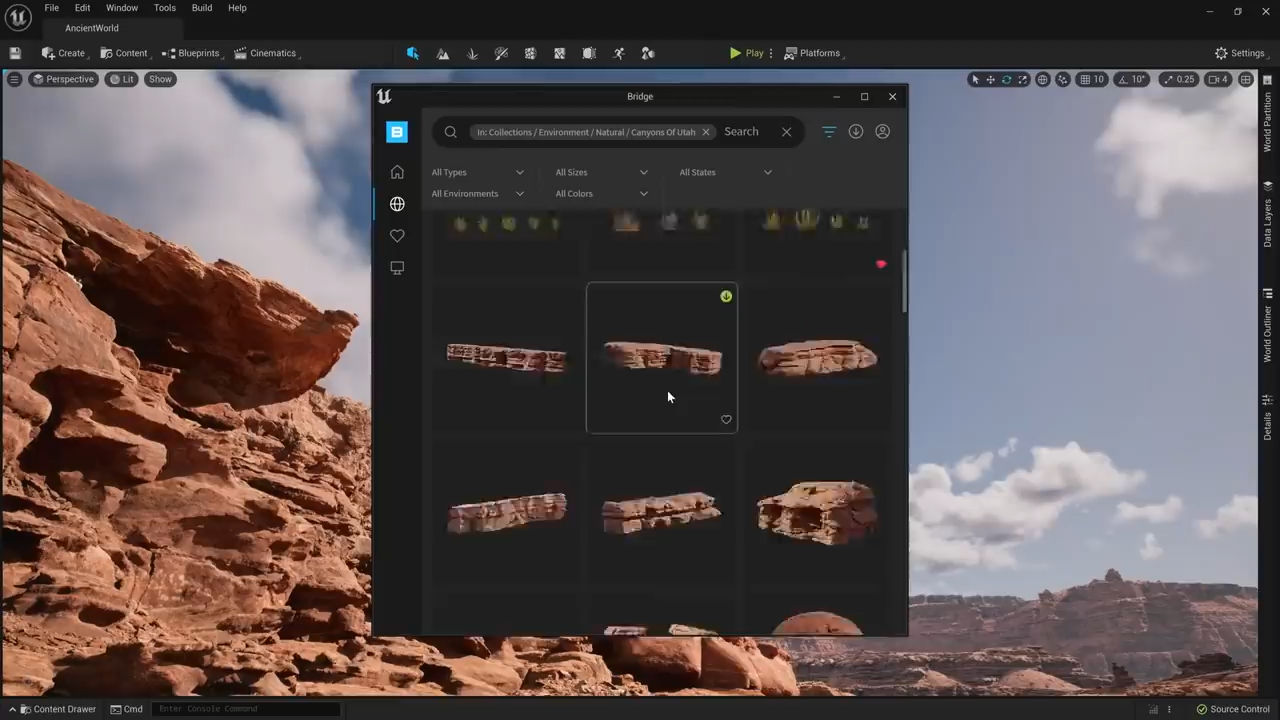 File Edit Window Tools Build Help
AncientWorld
Create Content Blueprints Cinematics Play Platforms Settings
Perspective Lit Show 10 10° 0.25 4
Bridge
In: Collections / Environment / Natural / Canyons Of Utah Search
All Types All Sizes All States
All Environments All Colors
World Partition
Data Layers
World Outliner
Details
Content Drawer Cmd Enter Console Command Source Control